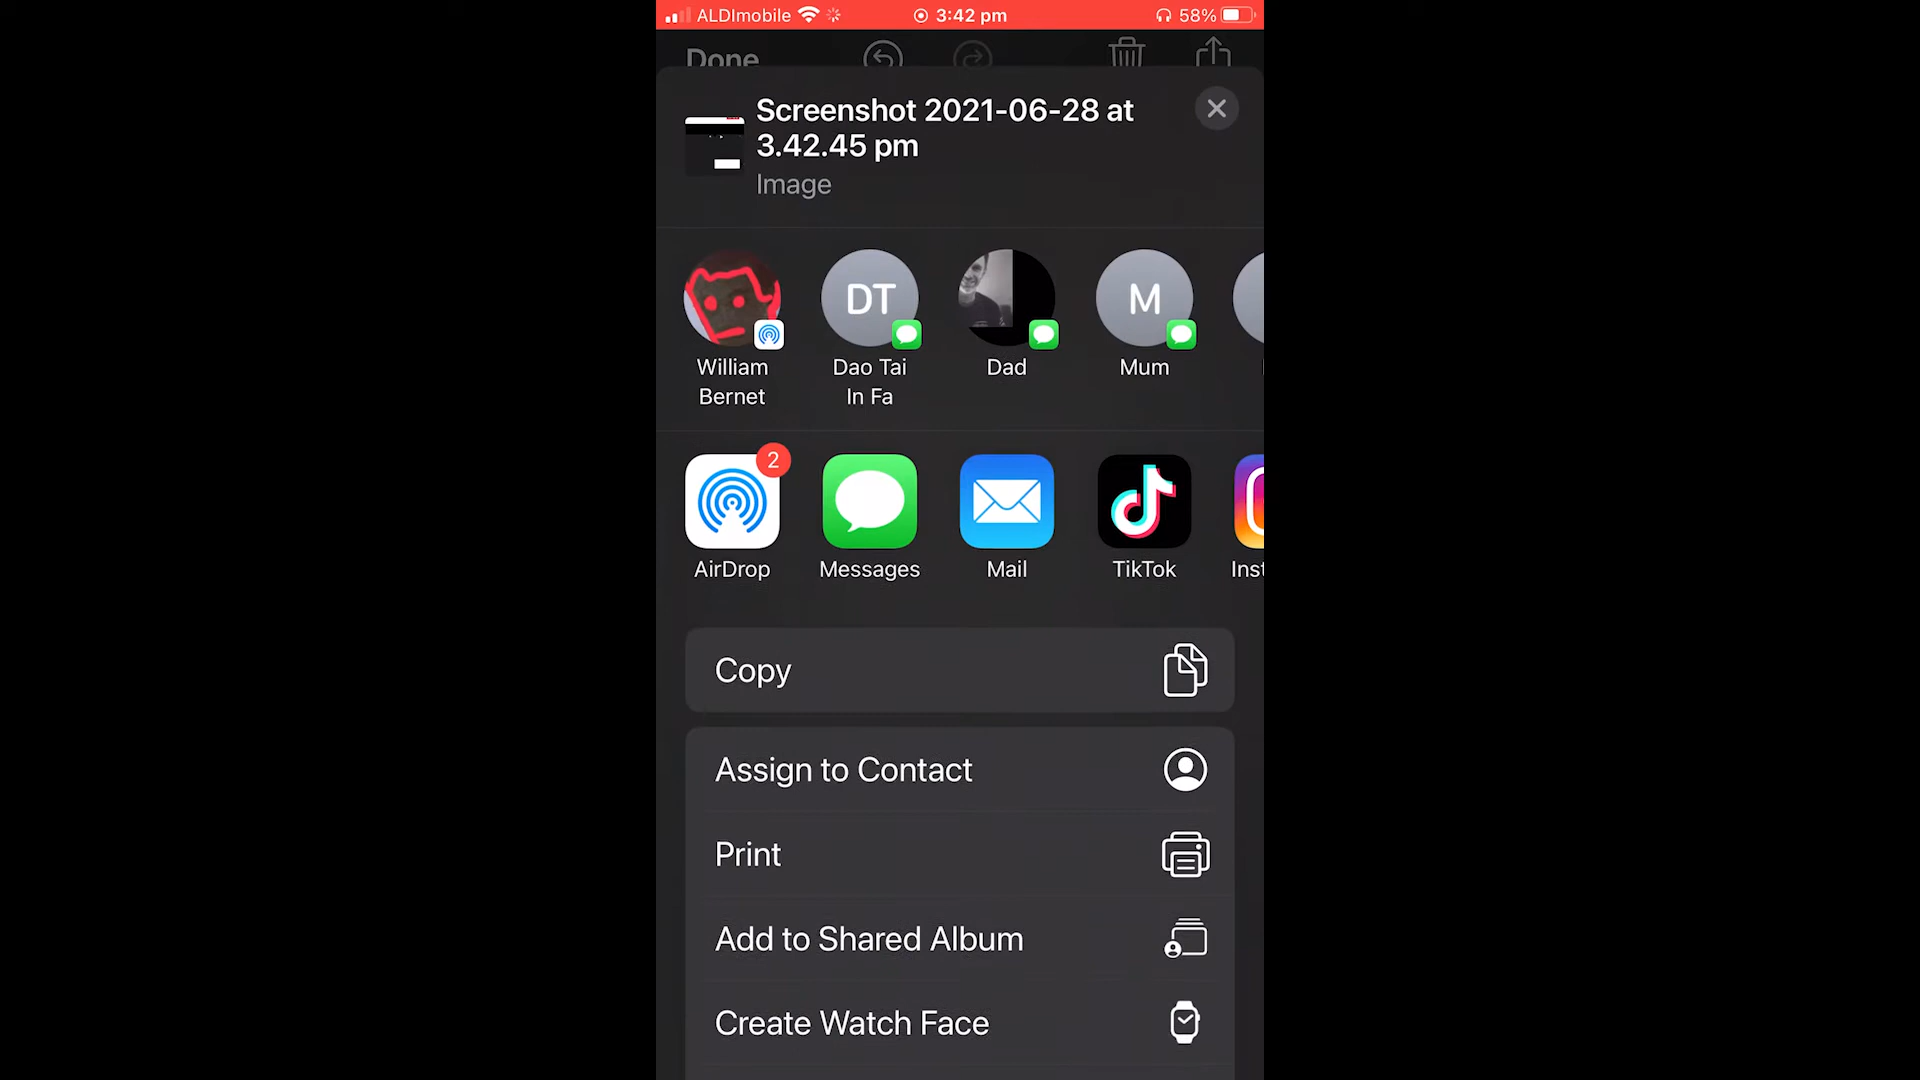 ALDImobile 3:42 pm 58%
Done
Screenshot 2021-06-28 at
3.42.45 pm
Image
DT M
William Bernet
Dao Tai In Fa
Dad
Mum
2
AirDrop Messages Mail TikTok Inst
Copy
Assign to Contact
Print
Add to Shared Album
Create Watch Face